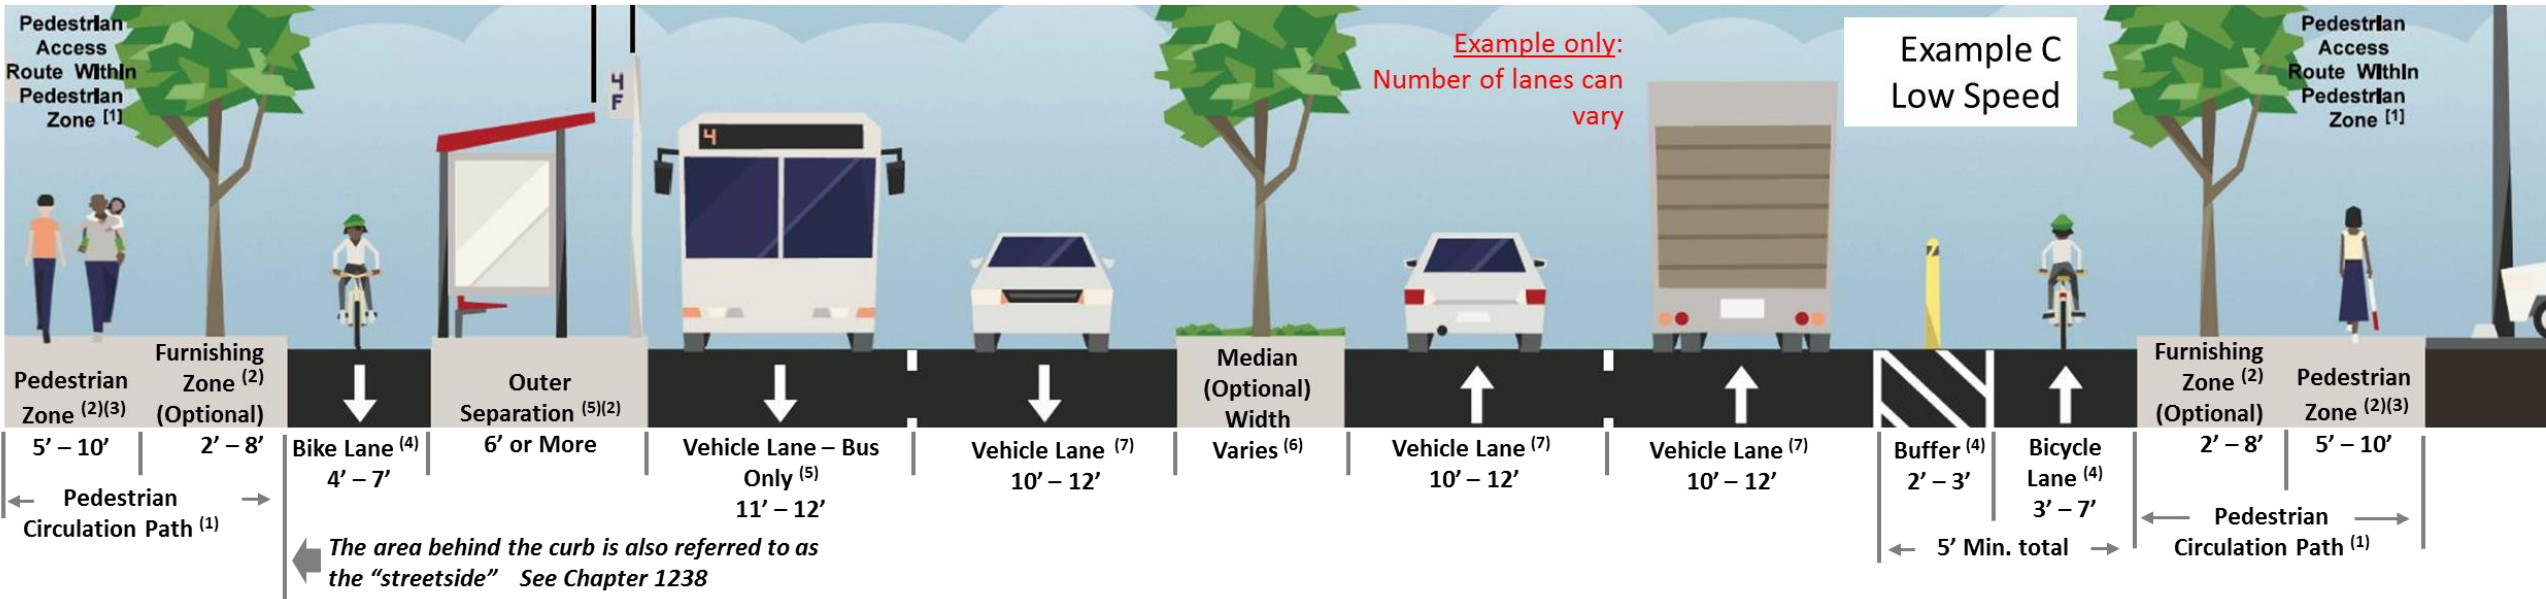 Pedestrian
Access
Route Within
Pedestrian
Zone [1]
4
F
4
Example only:
Number of lanes can
vary
Example C
Low Speed
Pedestrian
Access
Route Within
Pedestrian
Zone [1]
Pedestrian
Zone (2)(3)
Furnishing
Zone (2)
(Optional)
Outer
Separation (5)(2)
Median
(Optional)
Width
Furnishing
Zone (2)
(Optional)
Pedestrian
Zone (2)(3)
5’ – 10’
2’ – 8’
Bike Lane (4)
4’ – 7’
6’ or More
Vehicle Lane – Bus
Only (5)
11’ – 12’
Vehicle Lane (7)
10’ – 12’
Varies (6)
Vehicle Lane (7)
10’ – 12’
Vehicle Lane (7)
10’ – 12’
Buffer (4)
2’ – 3’
Bicycle
Lane (4)
3’ – 7’
2’ – 8’
5’ – 10’
Pedestrian
Circulation Path (1)
5’ Min. total
Pedestrian
Circulation Path (1)
The area behind the curb is also referred to as
the “streetside” See Chapter 1238